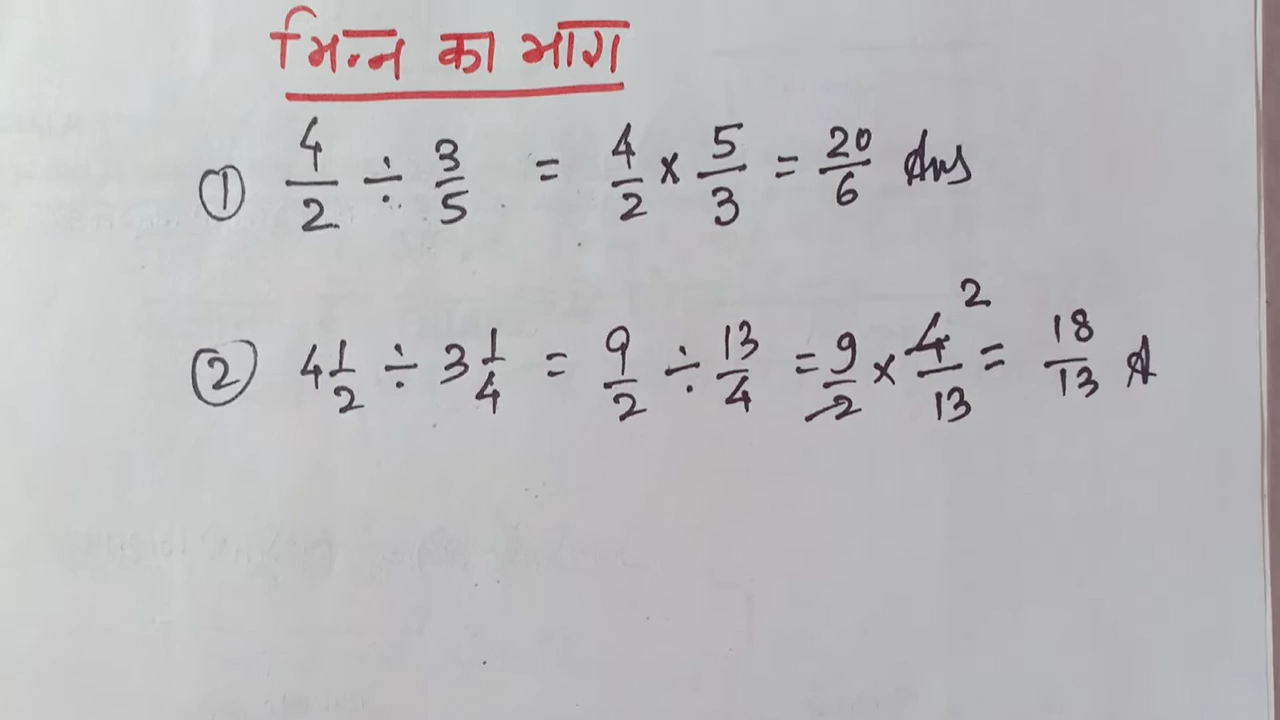 भिन्न का भाग
① 4/2 ÷ 3/5 = 4/2 × 5/3 = 20/6 Ans
② 4 1/2 ÷ 3 1/4 = 9/2 ÷ 13/4 = 9/2 × 4/13 2 = 18/13 A